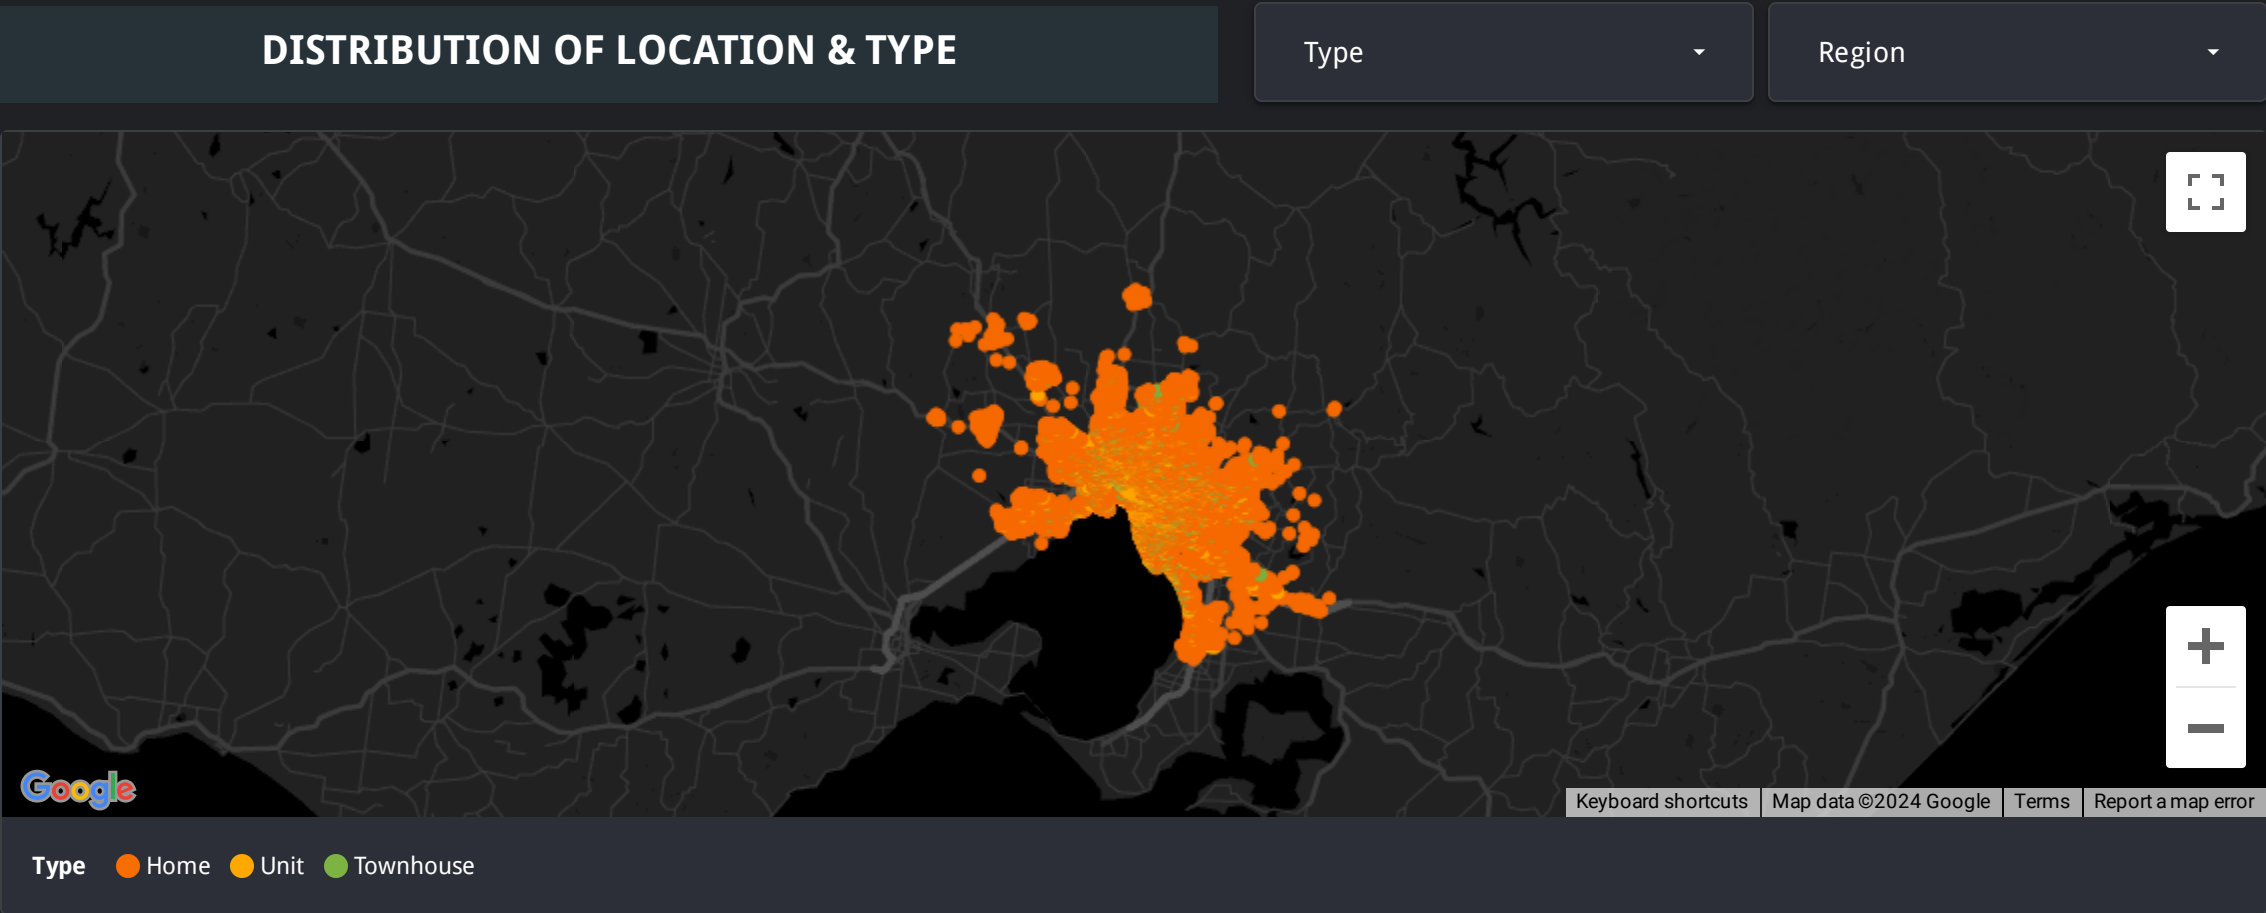 DISTRIBUTION OF LOCATION & TYPE
Type
Region
Google
Keyboard shortcuts
Map data ©2024 Google
Terms
Report a map error
Type Home Unit Townhouse